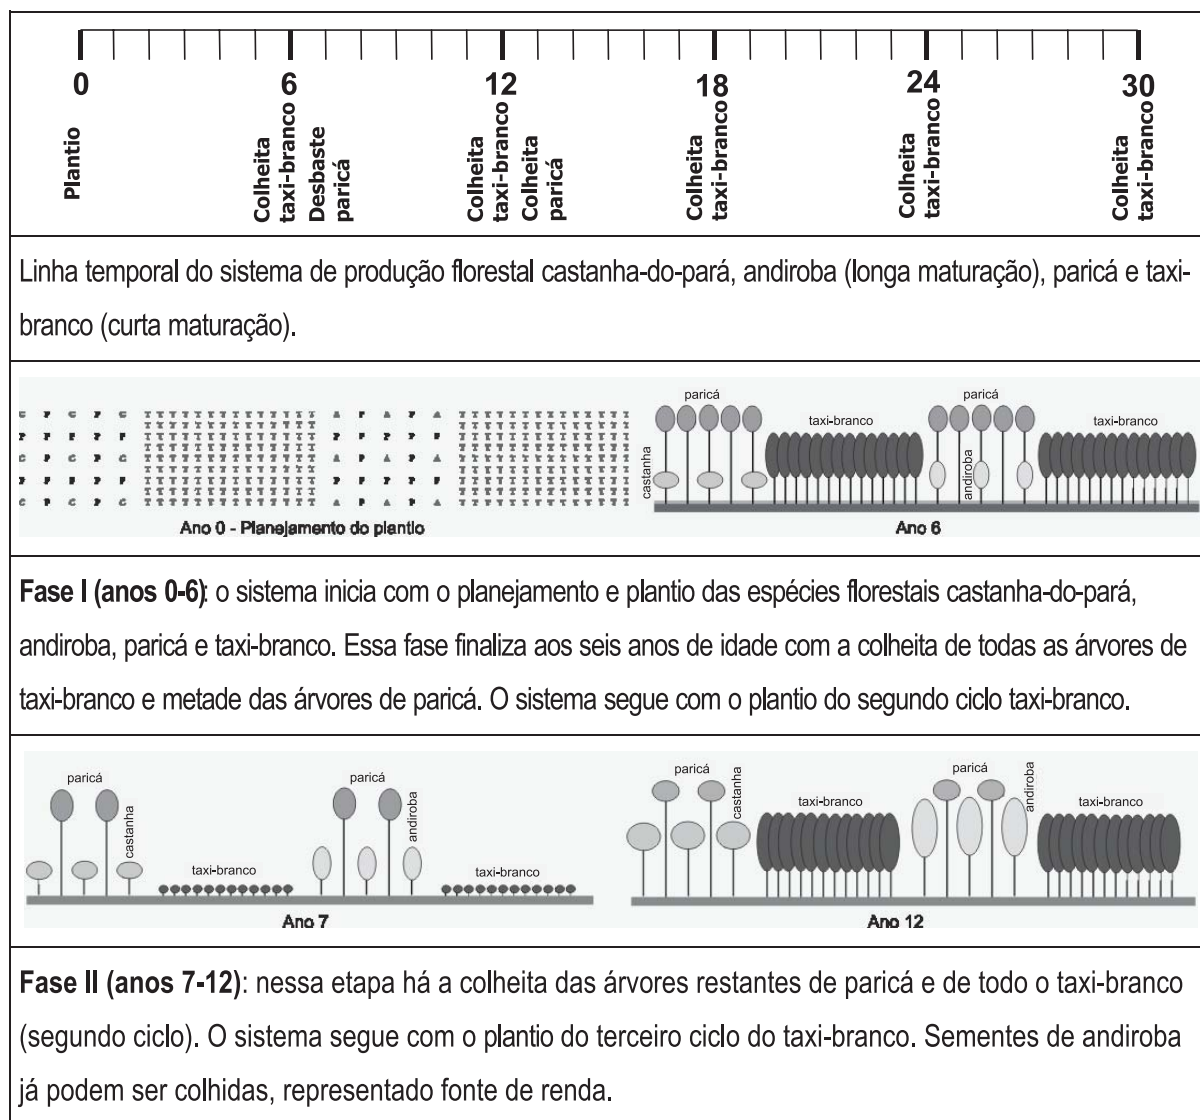 0 6 12 18 24 30
Plantio
Colheita
taxi-branco
Desbaste
paricá
Colheita
taxi-branco
Colheita
paricá
Colheita
taxi-branco
Colheita
taxi-branco
Colheita
taxi-branco
Linha temporal do sistema de produção florestal castanha-do-pará, andiroba (longa maturação), paricá e taxi-
branco (curta maturação).
C P C P C T T T T T T T T T T T T T T A P A P A T T T T T T T T T T T T T T
Ano 0 - Planejamento do plantio
paricá
castanha
taxi-branco
paricá
andiroba
taxi-branco
Ano 6
Fase I (anos 0-6): o sistema inicia com o planejamento e plantio das espécies florestais castanha-do-pará,
andiroba, paricá e taxi-branco. Essa fase finaliza aos seis anos de idade com a colheita de todas as árvores de
taxi-branco e metade das árvores de paricá. O sistema segue com o plantio do segundo ciclo taxi-branco.
paricá
castanha
taxi-branco
paricá
andiroba
taxi-branco
Ano 7
paricá
castanha
taxi-branco
paricá
andiroba
taxi-branco
Ano 12
Fase II (anos 7-12): nessa etapa há a colheita das árvores restantes de paricá e de todo o taxi-branco
(segundo ciclo). O sistema segue com o plantio do terceiro ciclo do taxi-branco. Sementes de andiroba
já podem ser colhidas, representado fonte de renda.